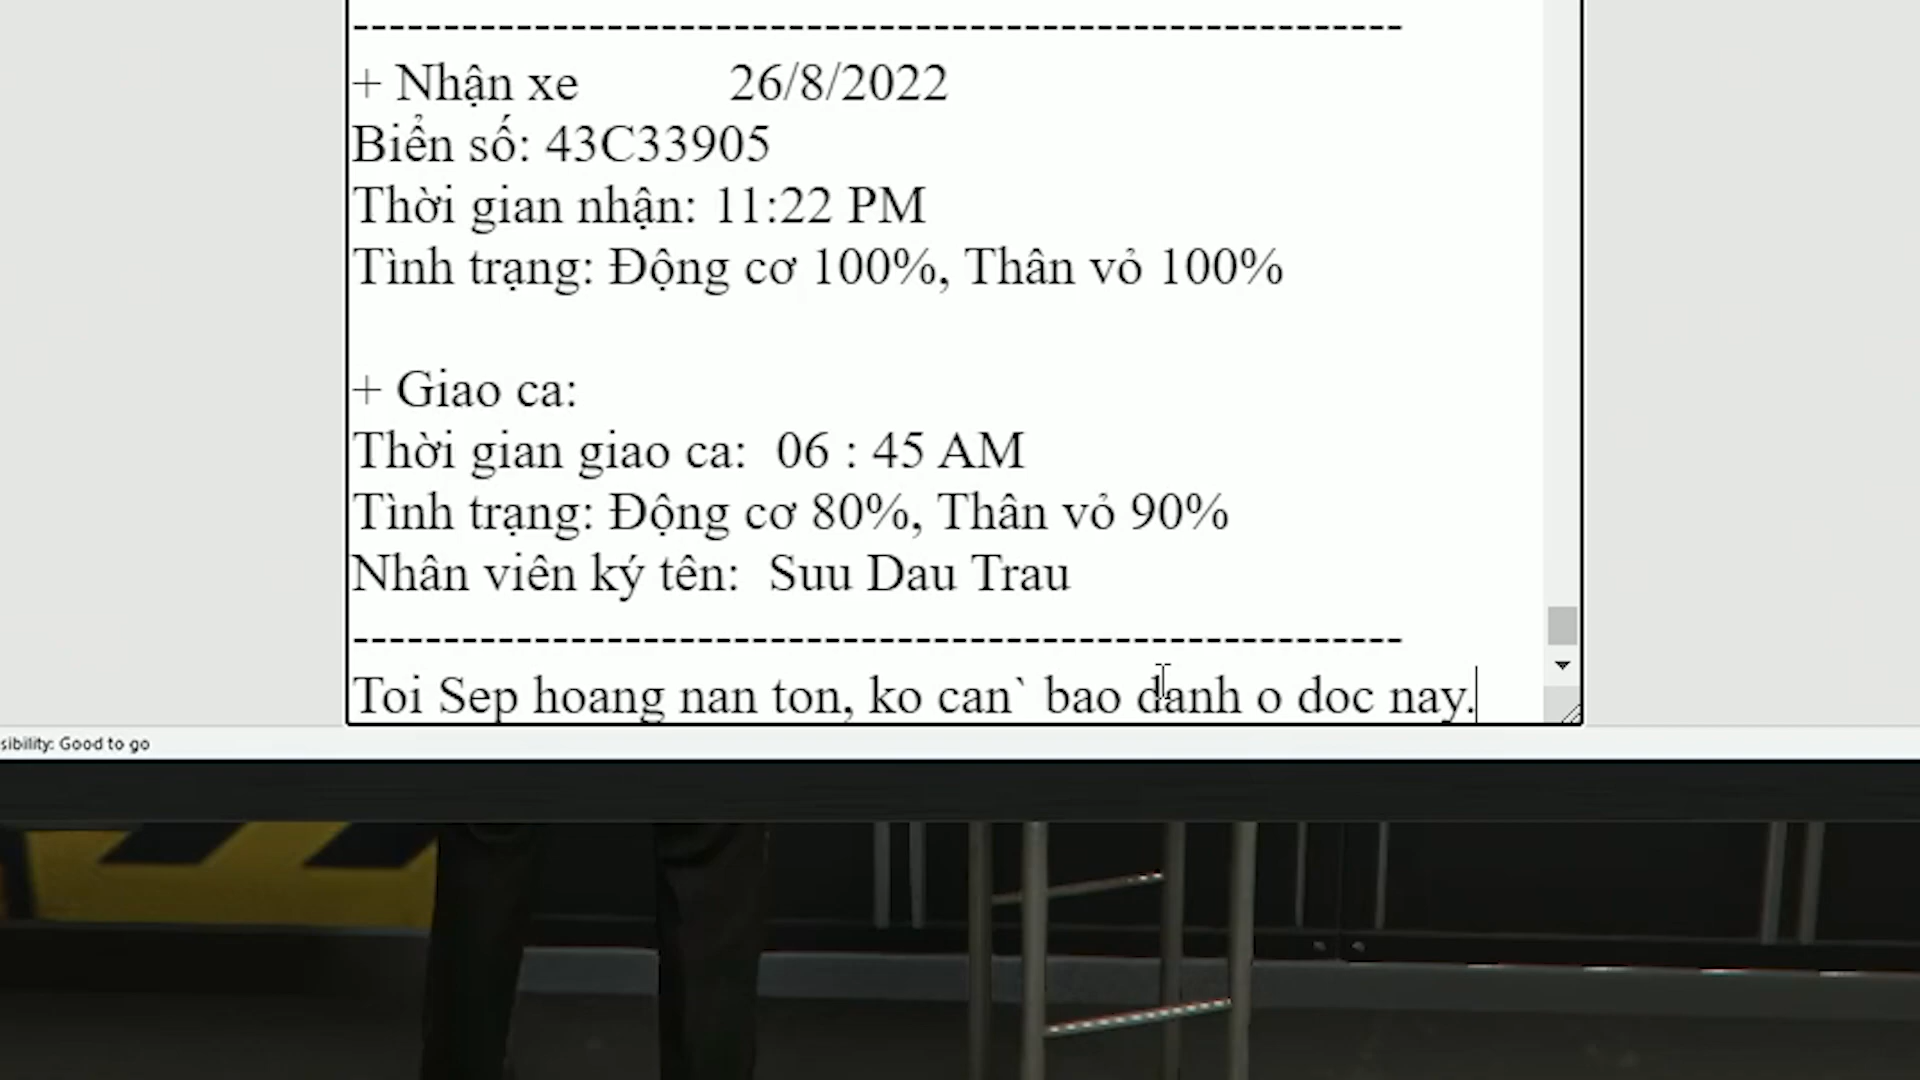 + Nhận xe 26/8/2022
Biển số: 43C33905
Thời gian nhận: 11:22 PM
Tình trạng: Động cơ 100%, Thân vỏ 100%
+ Giao ca:
Thời gian giao ca: 06 : 45 AM
Tình trạng: Động cơ 80%, Thân vỏ 90%
Nhân viên ký tên: Suu Dau Trau
Toi Sep hoang nan ton, ko can` bao danh o doc nay.
sibility: Good to go